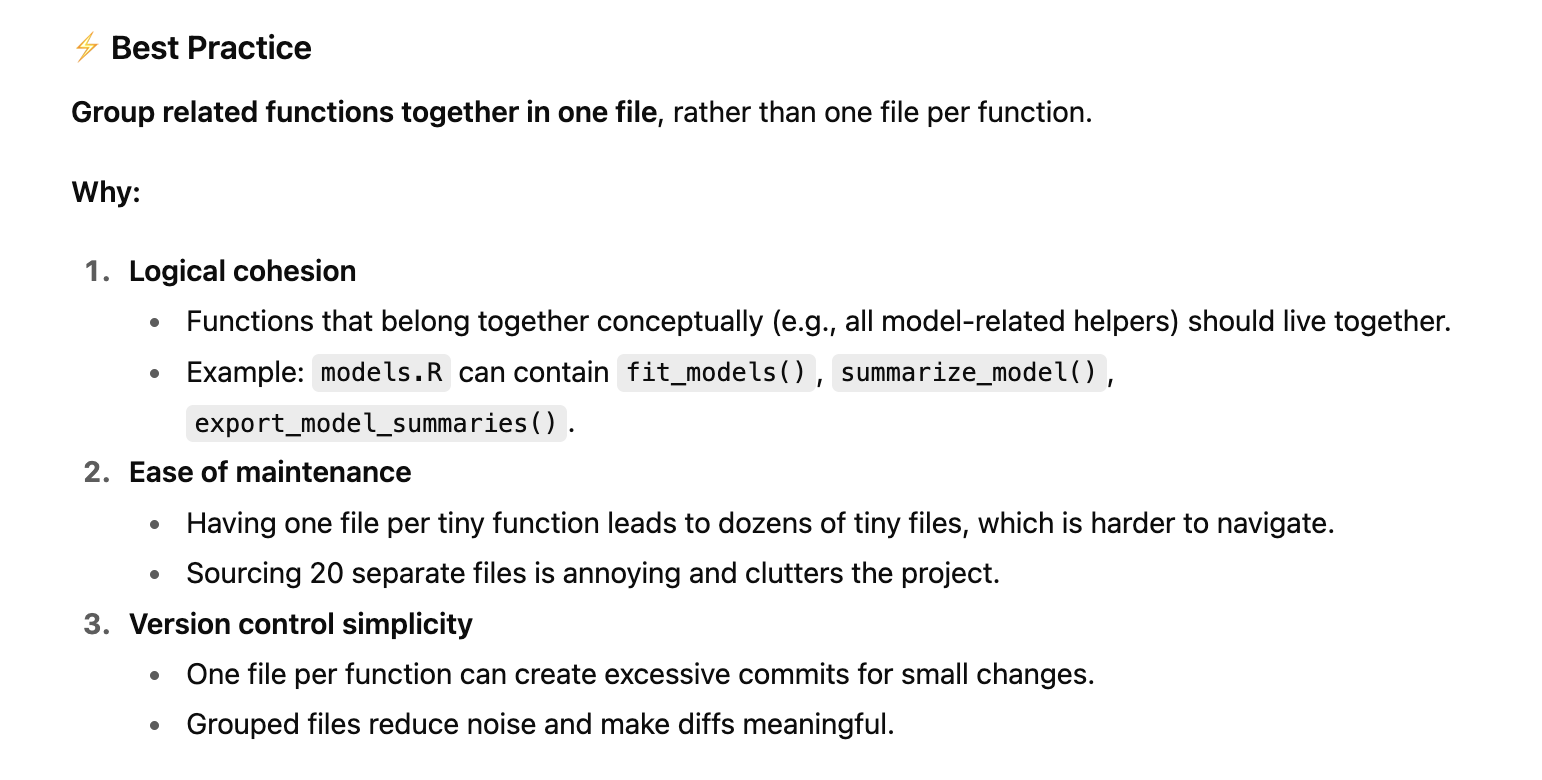 ⚡ Best Practice
Group related functions together in one file, rather than one file per function.
Why:
1. Logical cohesion
• Functions that belong together conceptually (e.g., all model-related helpers) should live together.
• Example: models.R can contain fit_models(), summarize_model(),
export_model_summaries().
2. Ease of maintenance
• Having one file per tiny function leads to dozens of tiny files, which is harder to navigate.
• Sourcing 20 separate files is annoying and clutters the project.
3. Version control simplicity
• One file per function can create excessive commits for small changes.
• Grouped files reduce noise and make diffs meaningful.